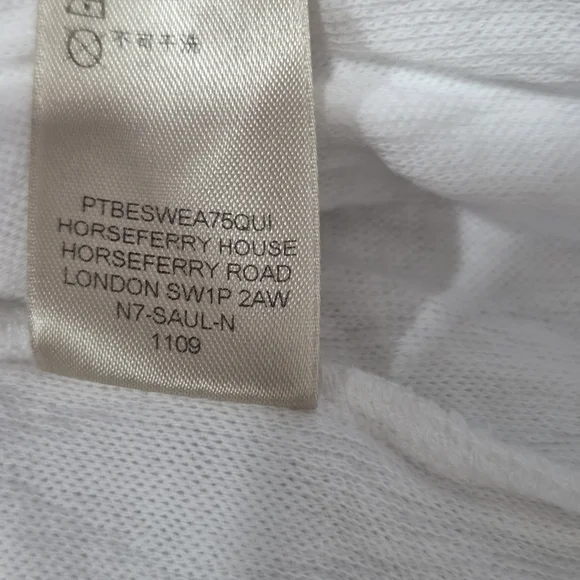 不可干洗
PTBESWEA75QUI
HORSEFERRY HOUSE
HORSEFERRY ROAD
LONDON SW1P 2AW
N7-SAUL-N
1109